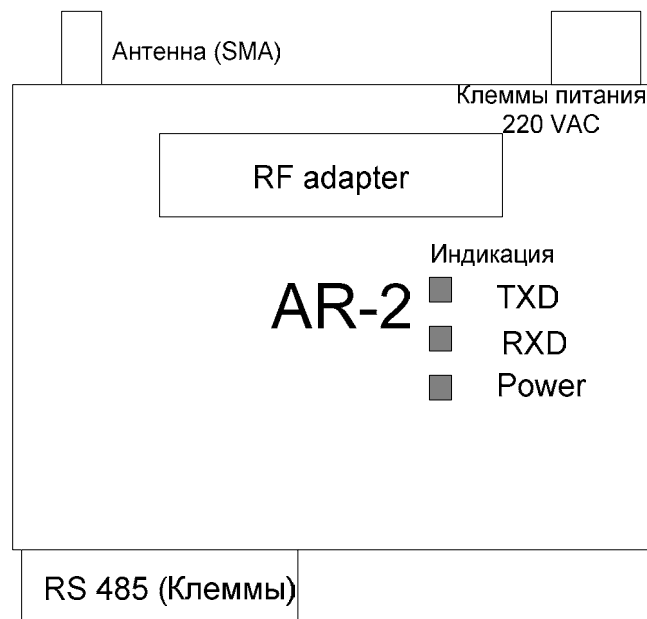 Антенна (SMA)
Клеммы питания
220 VAC
RF adapter
Индикация
AR-2
TXD
RXD
Power
RS 485 (Клеммы)